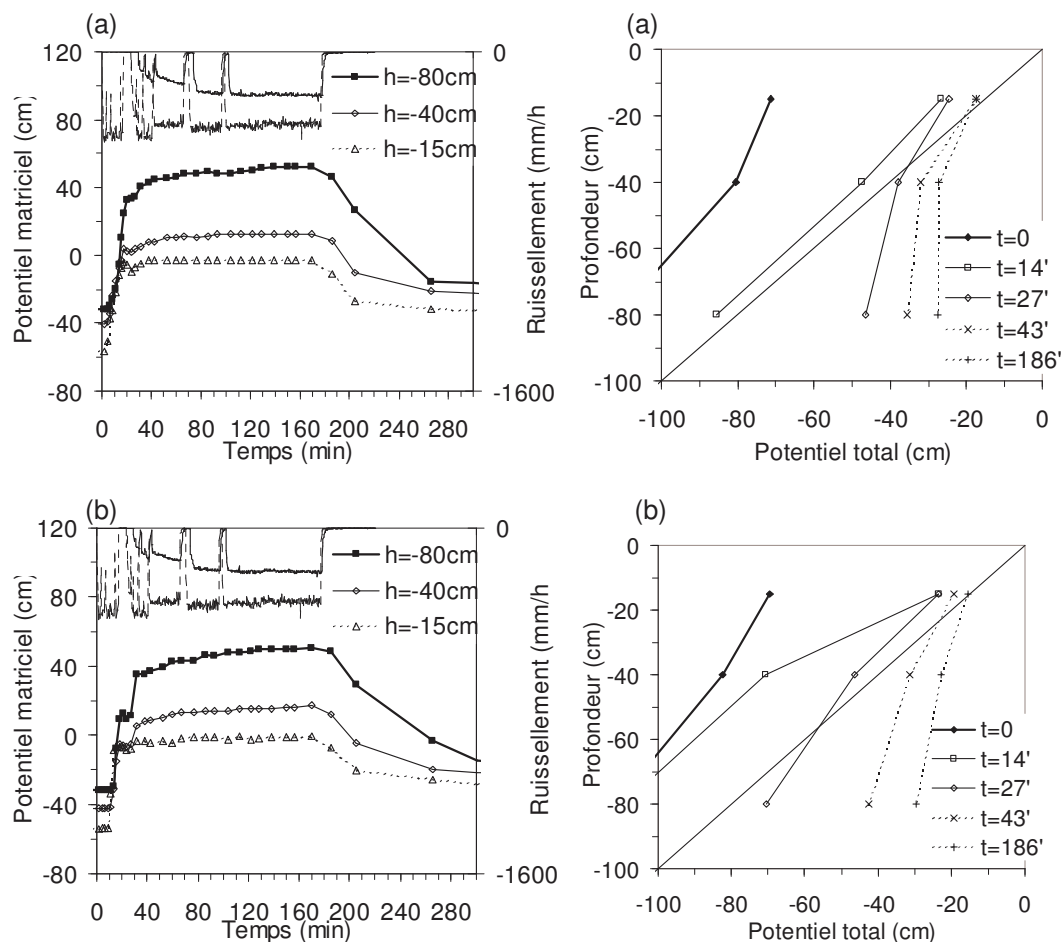 (a)
120
80
40
0
-40
-80
Potentiel matriciel (cm)
0 40 80 120 160 200 240 280
Temps (min)
0
-1600
Ruissellement (mm/h)
h=-80cm
h=-40cm
h=-15cm
(a)
0
-20
-40
-60
-80
-100
Profondeur (cm)
-100 -80 -60 -40 -20 0
Potentiel total (cm)
t=0
t=14'
t=27'
t=43'
t=186'
(b)
120
80
40
0
-40
-80
Potentiel matriciel (cm)
0 40 80 120 160 200 240 280
Temps (min)
0
-1600
Ruissellement (mm/h)
h=-80cm
h=-40cm
h=-15cm
(b)
0
-20
-40
-60
-80
-100
Profondeur (cm)
-100 -80 -60 -40 -20 0
Potentiel total (cm)
t=0
t=14'
t=27'
t=43'
t=186'